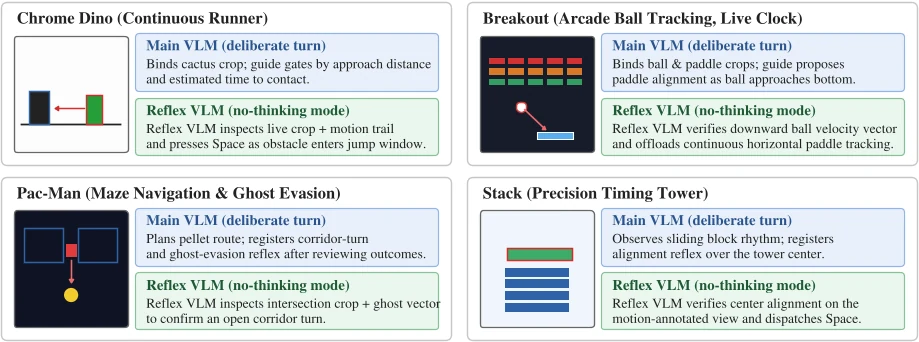 Chrome Dino (Continuous Runner)
Main VLM (deliberate turn)
Binds cactus crop; guide gates by approach distance
and estimated time to contact.
Reflex VLM (no-thinking mode)
Reflex VLM inspects live crop + motion trail
and presses Space as obstacle enters jump window.
Breakout (Arcade Ball Tracking, Live Clock)
Main VLM (deliberate turn)
Binds ball & paddle crops; guide proposes
paddle alignment as ball approaches bottom.
Reflex VLM (no-thinking mode)
Reflex VLM verifies downward ball velocity vector
and offloads continuous horizontal paddle tracking.
Pac-Man (Maze Navigation & Ghost Evasion)
Main VLM (deliberate turn)
Plans pellet route; registers corridor-turn
and ghost-evasion reflex after reviewing outcomes.
Reflex VLM (no-thinking mode)
Reflex VLM inspects intersection crop + ghost vector
to confirm an open corridor turn.
Stack (Precision Timing Tower)
Main VLM (deliberate turn)
Observes sliding block rhythm; registers
alignment reflex over the tower center.
Reflex VLM (no-thinking mode)
Reflex VLM verifies center alignment on the
motion-annotated view and dispatches Space.